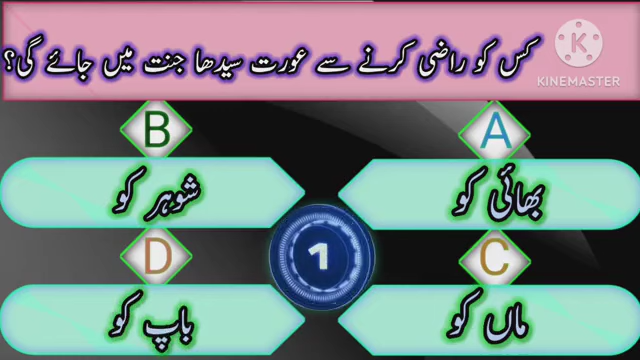 کس کو راضی کرنے سے عورت سیدھا جنت میں جائے گی؟
KINEMASTER
A
بھائی کو
B
شوہر کو
C
ماں کو
D
باپ کو
1